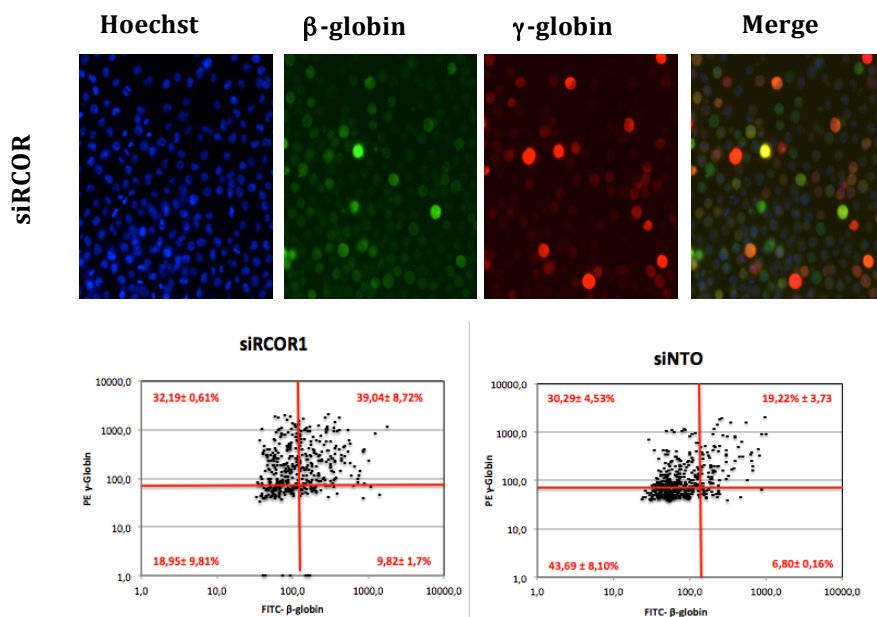 Hoechst β-globin γ-globin Merge
siRCOR
siRCOR1
10000,0
1000,0
100,0
10,0
1,0
PE γ-Globin
32,19± 0,61% 39,04± 8,72%
18,95± 9,81% 9,82± 1,7%
1,0 10,0 100,0 1000,0 10000,0
FITC- β-globin
siNTO
10000,0
1000,0
100,0
10,0
1,0
PE γ-Globin
30,29± 4,53% 19,22% ± 3,73
43,69 ± 8,10% 6,80± 0,16%
1,0 10,0 100,0 1000,0 10000,0
FITC- β-globin